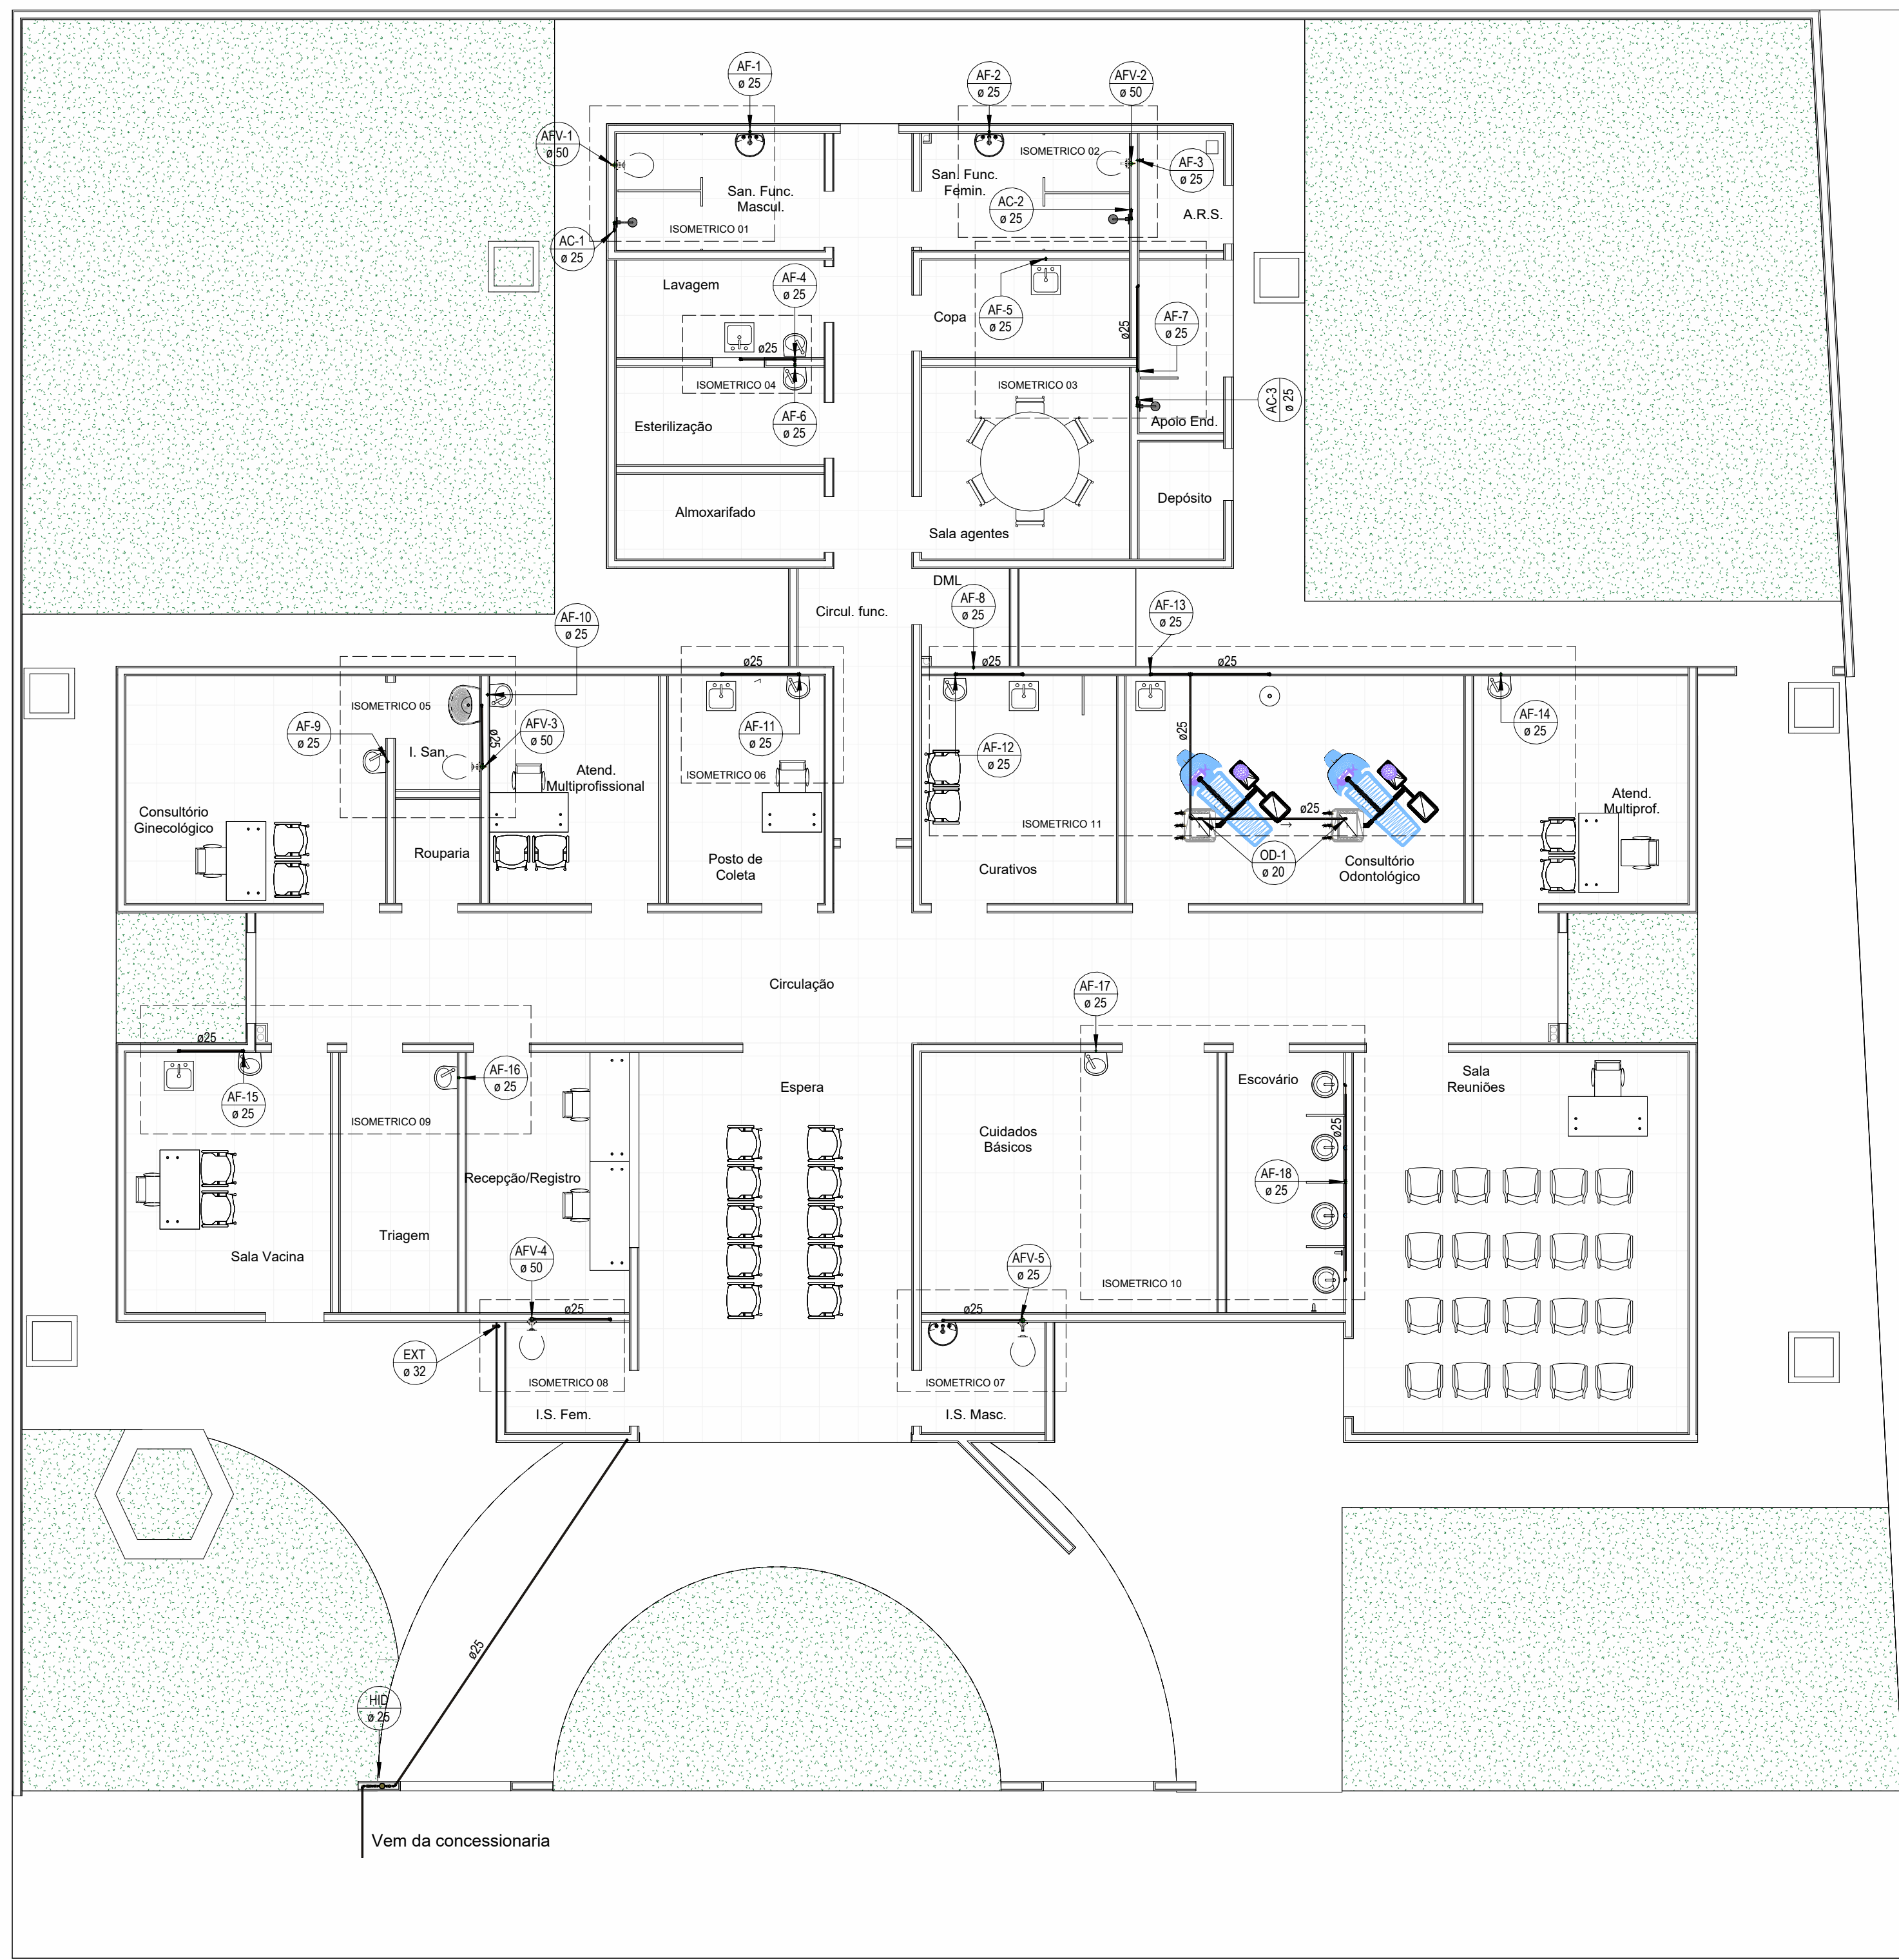 AF-1
ø 25
AF-2
ø 25
AFV-2
ø 50
AFV-1
ø 50
ISOMETRICO 02
AF-3
ø 25
San. Func.
Mascul.
San. Func.
Femin.
AC-2
ø 25
A.R.S.
ISOMETRICO 01
AC-1
ø 25
Lavagem
AF-4
ø 25
Copa
AF-5
ø 25
ø25
AF-7
ø 25
ø25
ISOMETRICO 04
ISOMETRICO 03
AC-3
ø 25
Esterilização
AF-6
ø 25
Apoio End.
Almoxarifado
Depósito
Sala agentes
DML
Circul. func.
AF-8
ø 25
AF-13
ø 25
AF-10
ø 25
ø25
ø25
ø25
ISOMETRICO 05
AF-9
ø 25
I. San.
ø25
AFV-3
ø 50
AF-11
ø 25
AF-12
ø 25
ø25
AF-14
ø 25
Atend.
Multiprofissional
ISOMETRICO 06
Atend.
Multiprof.
Consultório
Ginecológico
ISOMETRICO 11
ø25
Rouparia
Posto de
Coleta
Curativos
OD-1
ø 20
Consultório
Odontológico
Circulação
AF-17
ø 25
ø25
AF-15
ø 25
AF-16
ø 25
Espera
Escovário
Sala
Reuniões
ISOMETRICO 09
Cuidados
Básicos
ø25
Recepção/Registro
AF-18
ø 25
Triagem
Sala Vacina
AFV-4
ø 50
AFV-5
ø 25
ISOMETRICO 10
ø25
ø25
EXT
ø 32
ISOMETRICO 08
ISOMETRICO 07
I.S. Fem.
I.S. Masc.
ø25
HID
ø 25
Vem da concessionaria